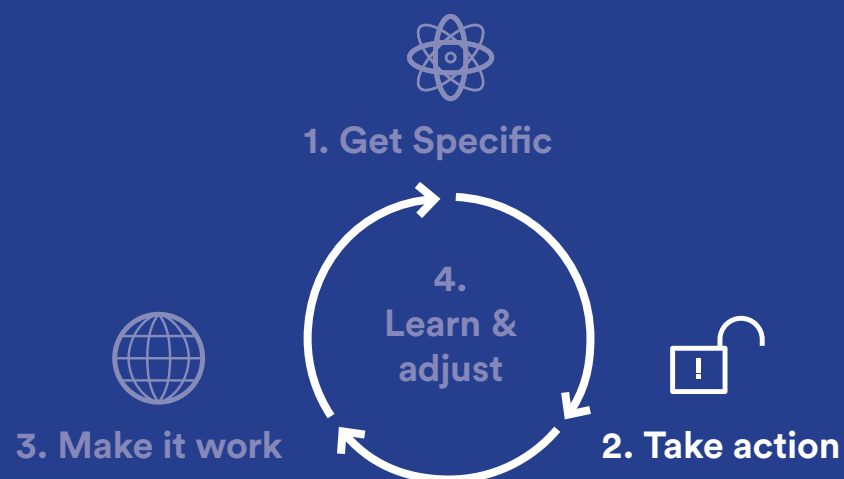 1. Get Specific
4.
Learn &
adjust
!
3. Make it work
2. Take action